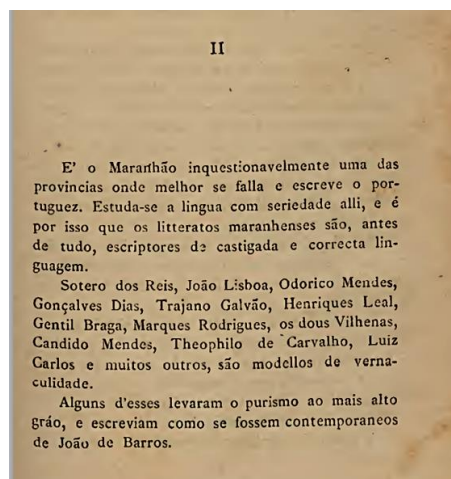 II
E' o Maranhão inquestionavelmente uma das
provincias onde melhor se falla e escreve o por-
tuguez. Estuda-se a lingua com seriedade alli, e é
por isso que os litteratos maranhenses são, antes
de tudo, escriptores de castigada e correcta lin-
guagem.
Sotero dos Reis, João Lisboa, Odorico Mendes,
Gonçalves Dias, Trajano Galvão, Henriques Leal,
Gentil Braga, Marques Rodrigues, os dous Vilhenas,
Candido Mendes, Theophilo de Carvalho, Luiz
Carlos e muitos outros, são modellos de verna-
culidade.
Alguns d'esses levaram o purismo ao mais alto
gráo, e escreviam como se fossem contemporaneos
de João de Barros.